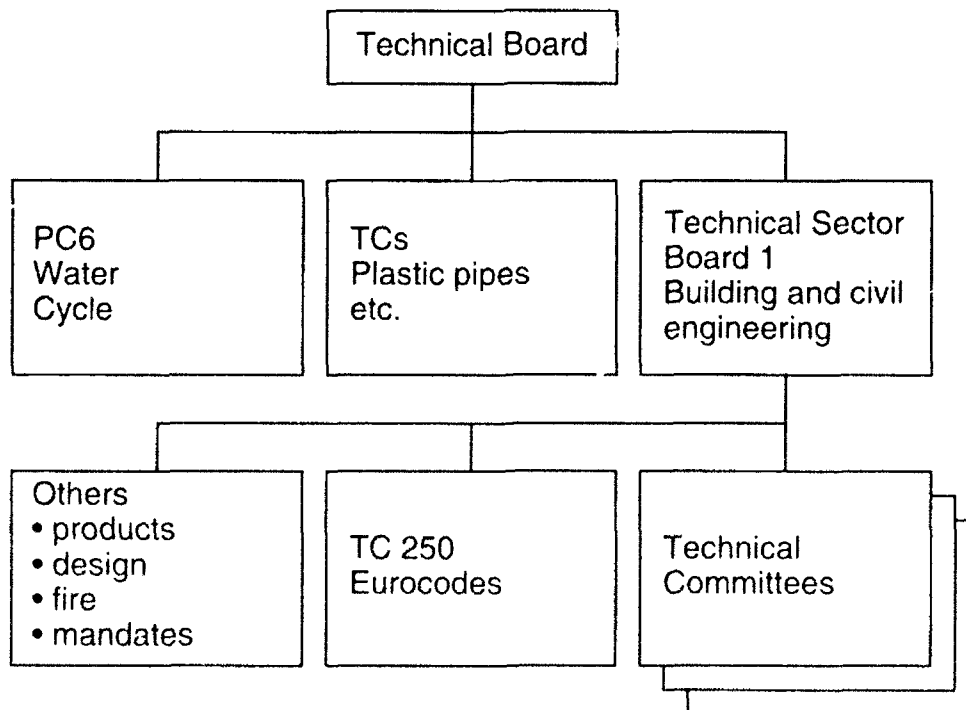 Technical Board
PC6
Water
Cycle
TCs
Plastic pipes
etc.
Technical Sector
Board 1
Building and civil
engineering
Others
• products
• design
• fire
• mandates
TC 250
Eurocodes
Technical
Committees